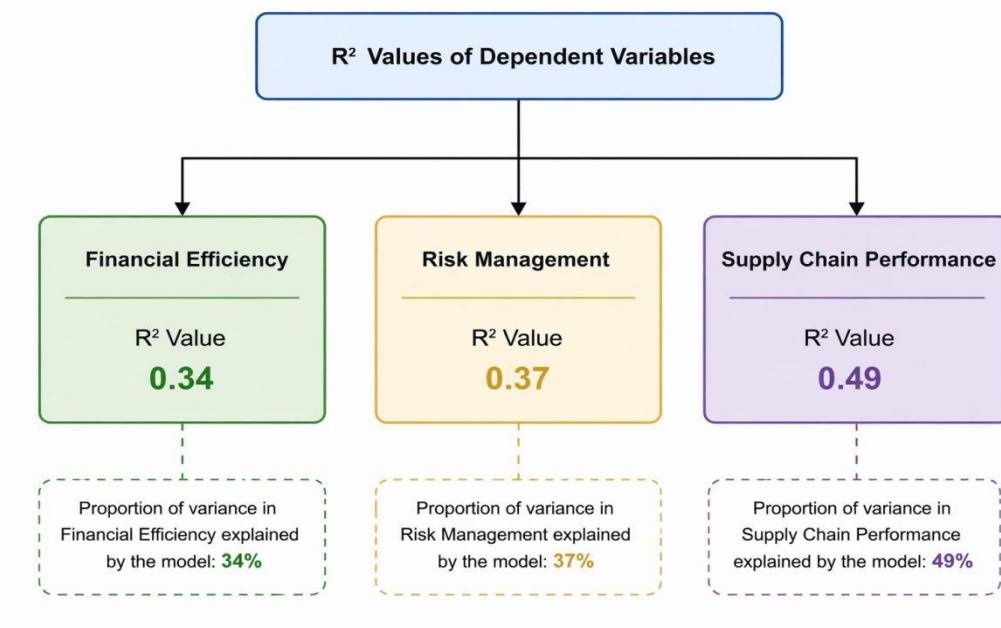 R² Values of Dependent Variables
Financial Efficiency
R² Value
0.34
Proportion of variance in
Financial Efficiency explained
by the model: 34%
Risk Management
R² Value
0.37
Proportion of variance in
Risk Management explained
by the model: 37%
Supply Chain Performance
R² Value
0.49
Proportion of variance in
Supply Chain Performance
explained by the model: 49%